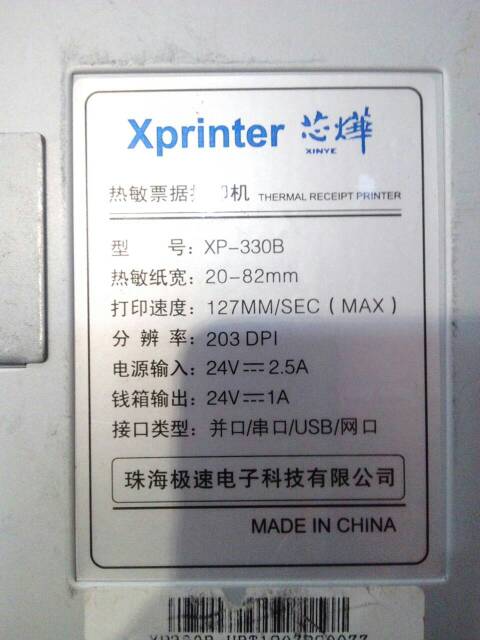 Xprinter 芯烨
XINYE
热敏票据打印机 THERMAL RECEIPT PRINTER
型 号: XP-330B
热敏纸宽: 20-82mm
打印速度: 127MM/SEC (MAX)
分 辨 率: 203 DPI
电源输入: 24V⎓2.5A
钱箱输出: 24V⎓1A
接口类型: 并口/串口/USB/网口
珠海极速电子科技有限公司
MADE IN CHINA